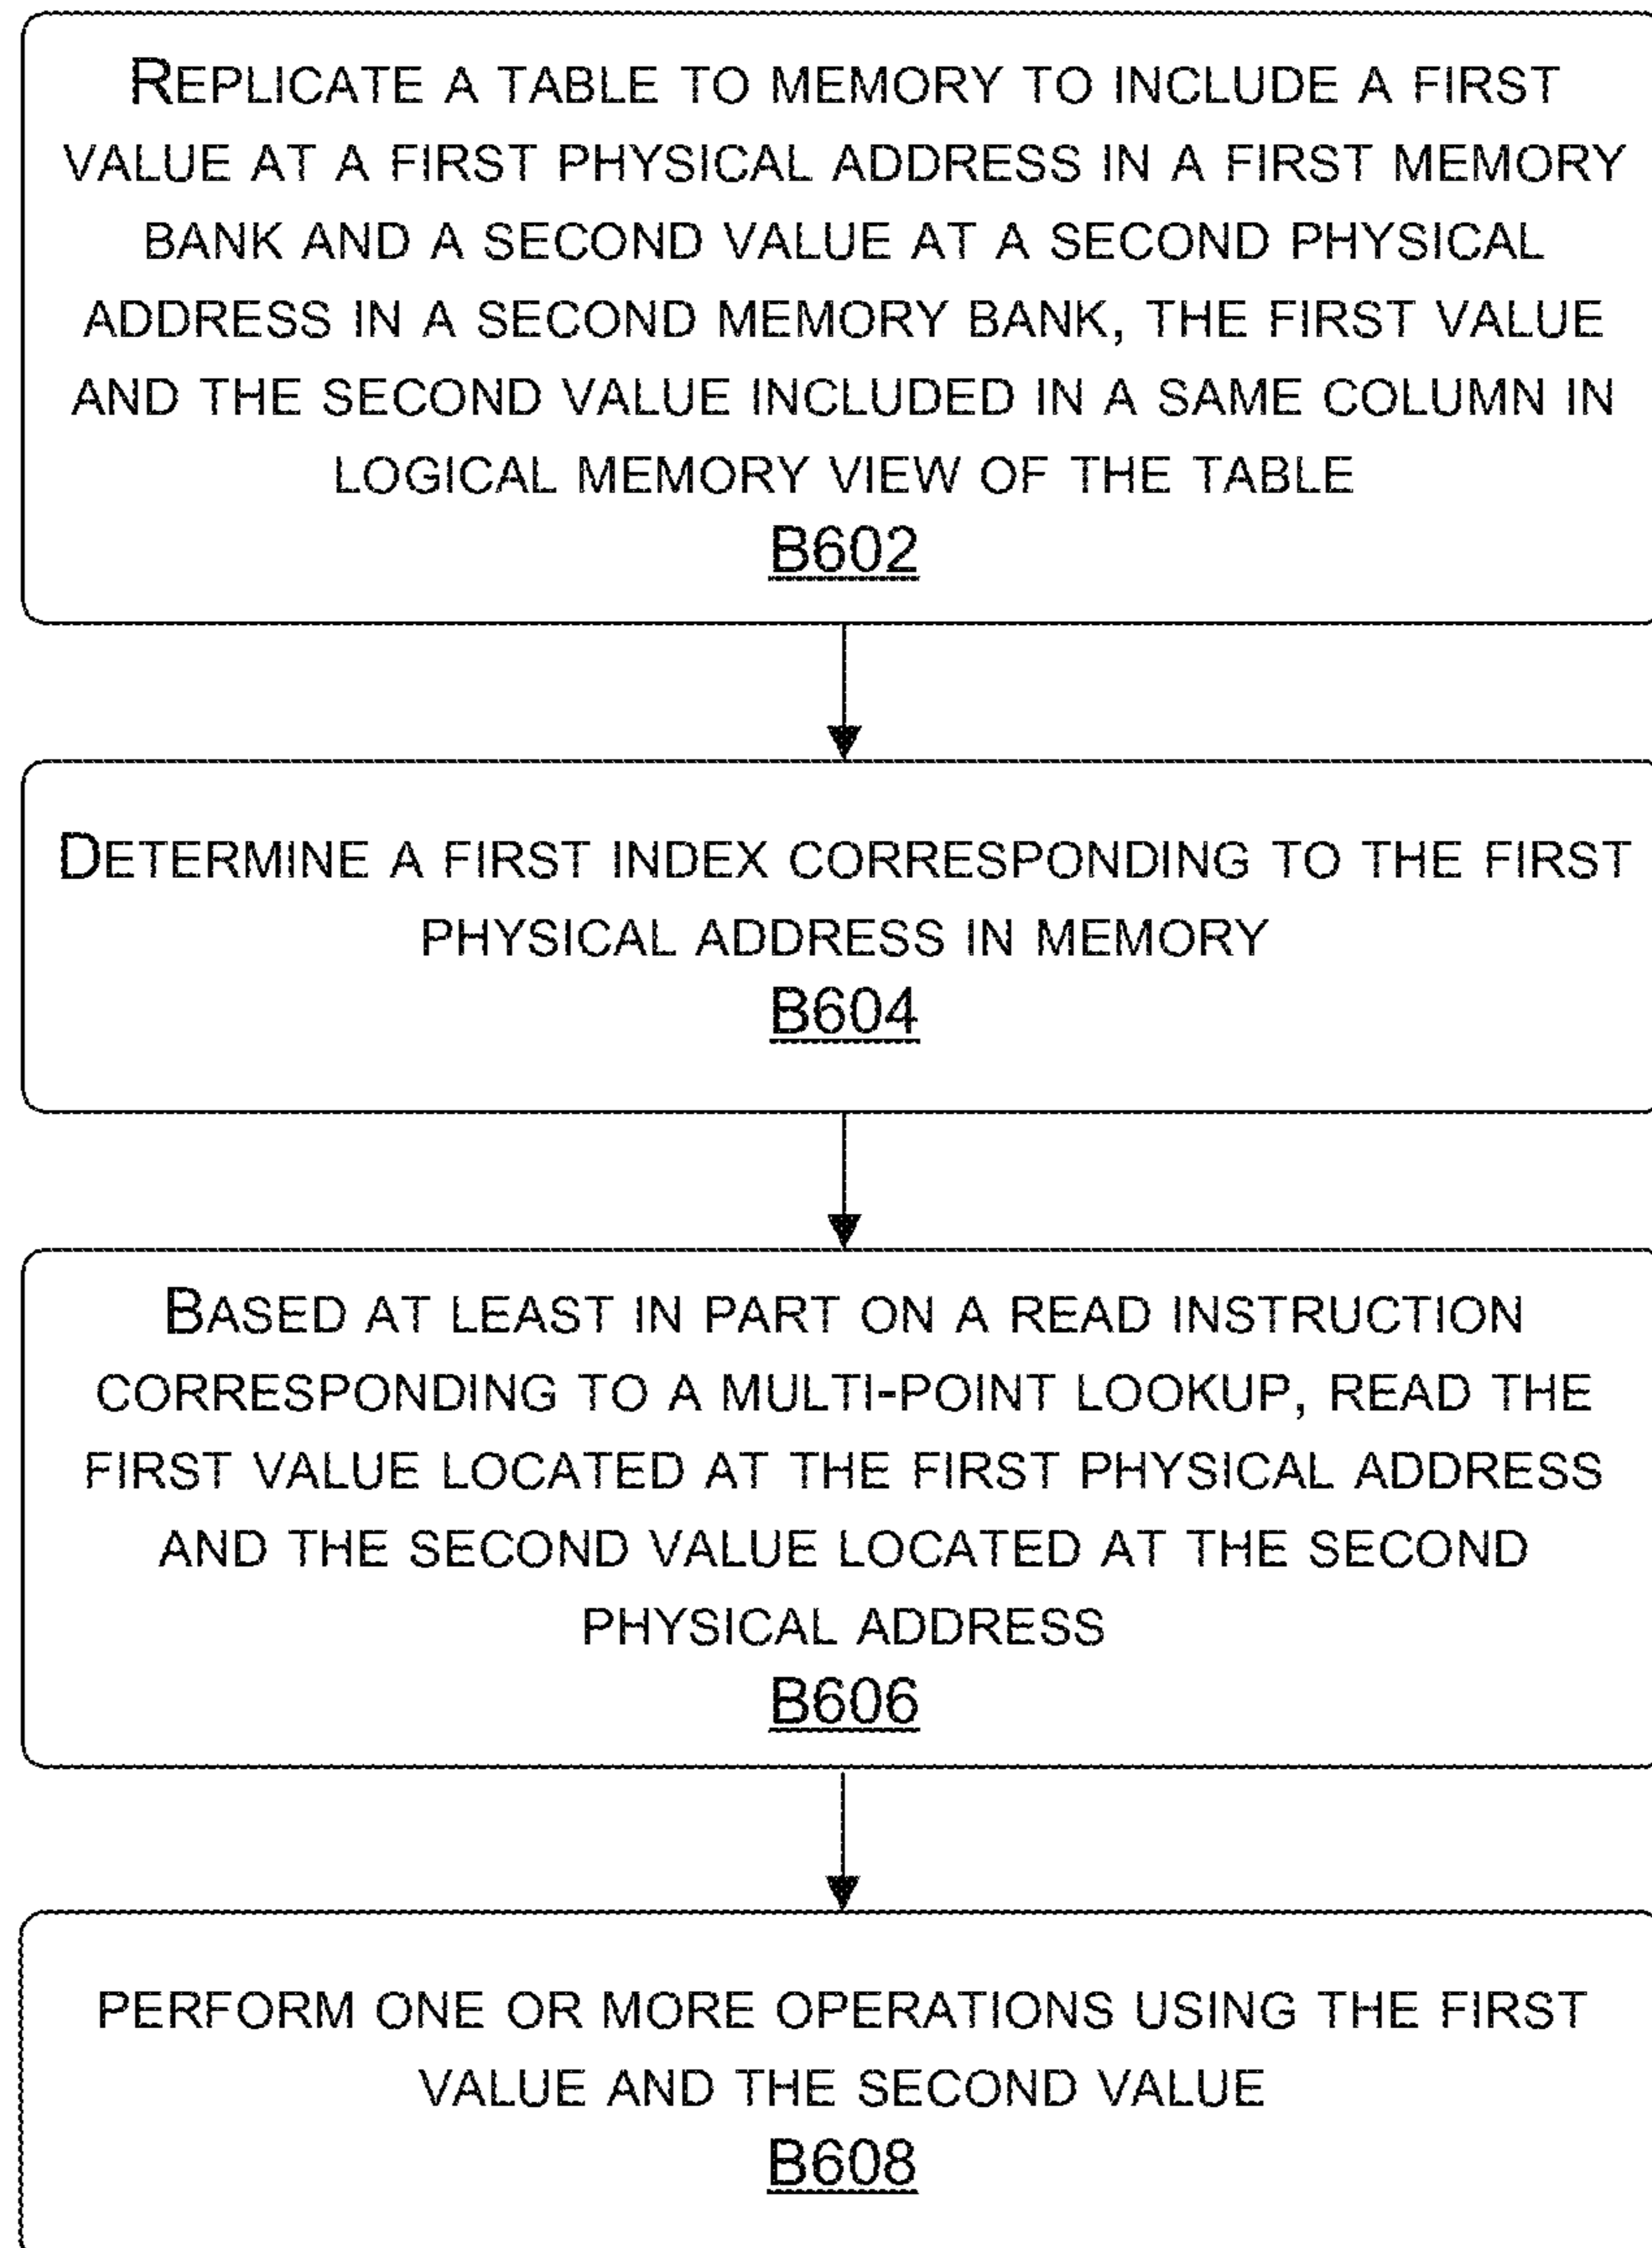 REPLICATE A TABLE TO MEMORY TO INCLUDE A FIRST
VALUE AT A FIRST PHYSICAL ADDRESS IN A FIRST MEMORY
BANK AND A SECOND VALUE AT A SECOND PHYSICAL
ADDRESS IN A SECOND MEMORY BANK, THE FIRST VALUE
AND THE SECOND VALUE INCLUDED IN A SAME COLUMN IN
LOGICAL MEMORY VIEW OF THE TABLE
B602
DETERMINE A FIRST INDEX CORRESPONDING TO THE FIRST
PHYSICAL ADDRESS IN MEMORY
B604
BASED AT LEAST IN PART ON A READ INSTRUCTION
CORRESPONDING TO A MULTI-POINT LOOKUP, READ THE
FIRST VALUE LOCATED AT THE FIRST PHYSICAL ADDRESS
AND THE SECOND VALUE LOCATED AT THE SECOND
PHYSICAL ADDRESS
B606
PERFORM ONE OR MORE OPERATIONS USING THE FIRST
VALUE AND THE SECOND VALUE
B608